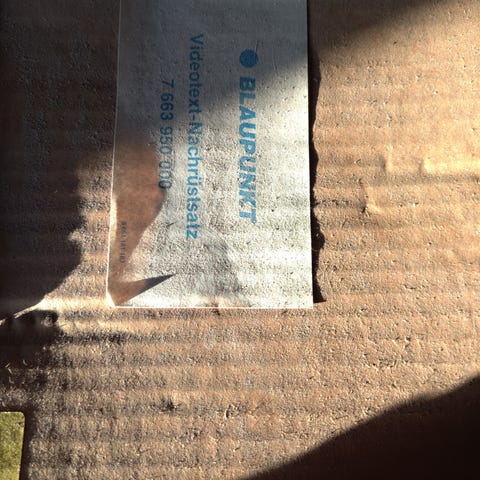 BLAUPUNKT
Videotext-Nachrüstsatz
7 663 950 000